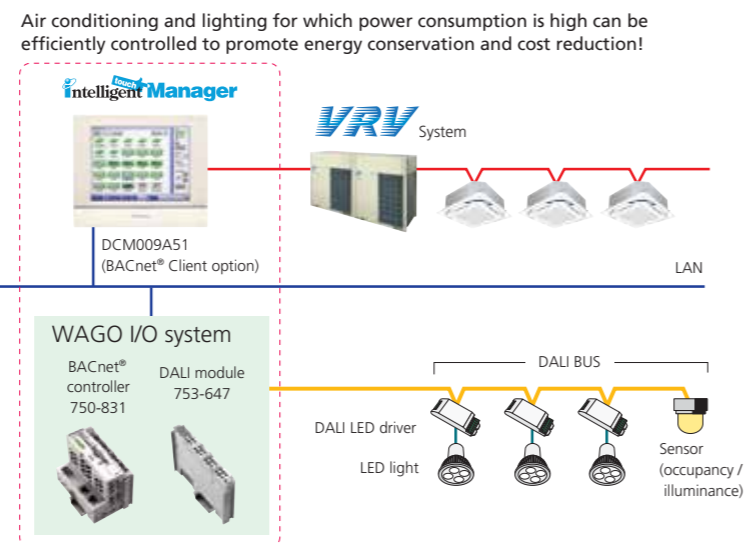 Air conditioning and lighting for which power consumption is high can be
efficiently controlled to promote energy conservation and cost reduction!
intelligent touch Manager
VRV System
DCM009A51
(BACnet® Client option)
LAN
WAGO I/O system
BACnet®
controller
750-831
DALI module
753-647
DALI BUS
DALI LED driver
LED light
Sensor
(occupancy /
illuminance)